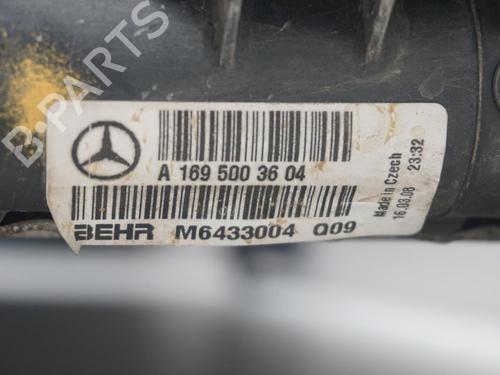 B.PARTS
A 169 500 36 04
BEHR M6433004 Q09
Made in Czech
16.03.08 23:32